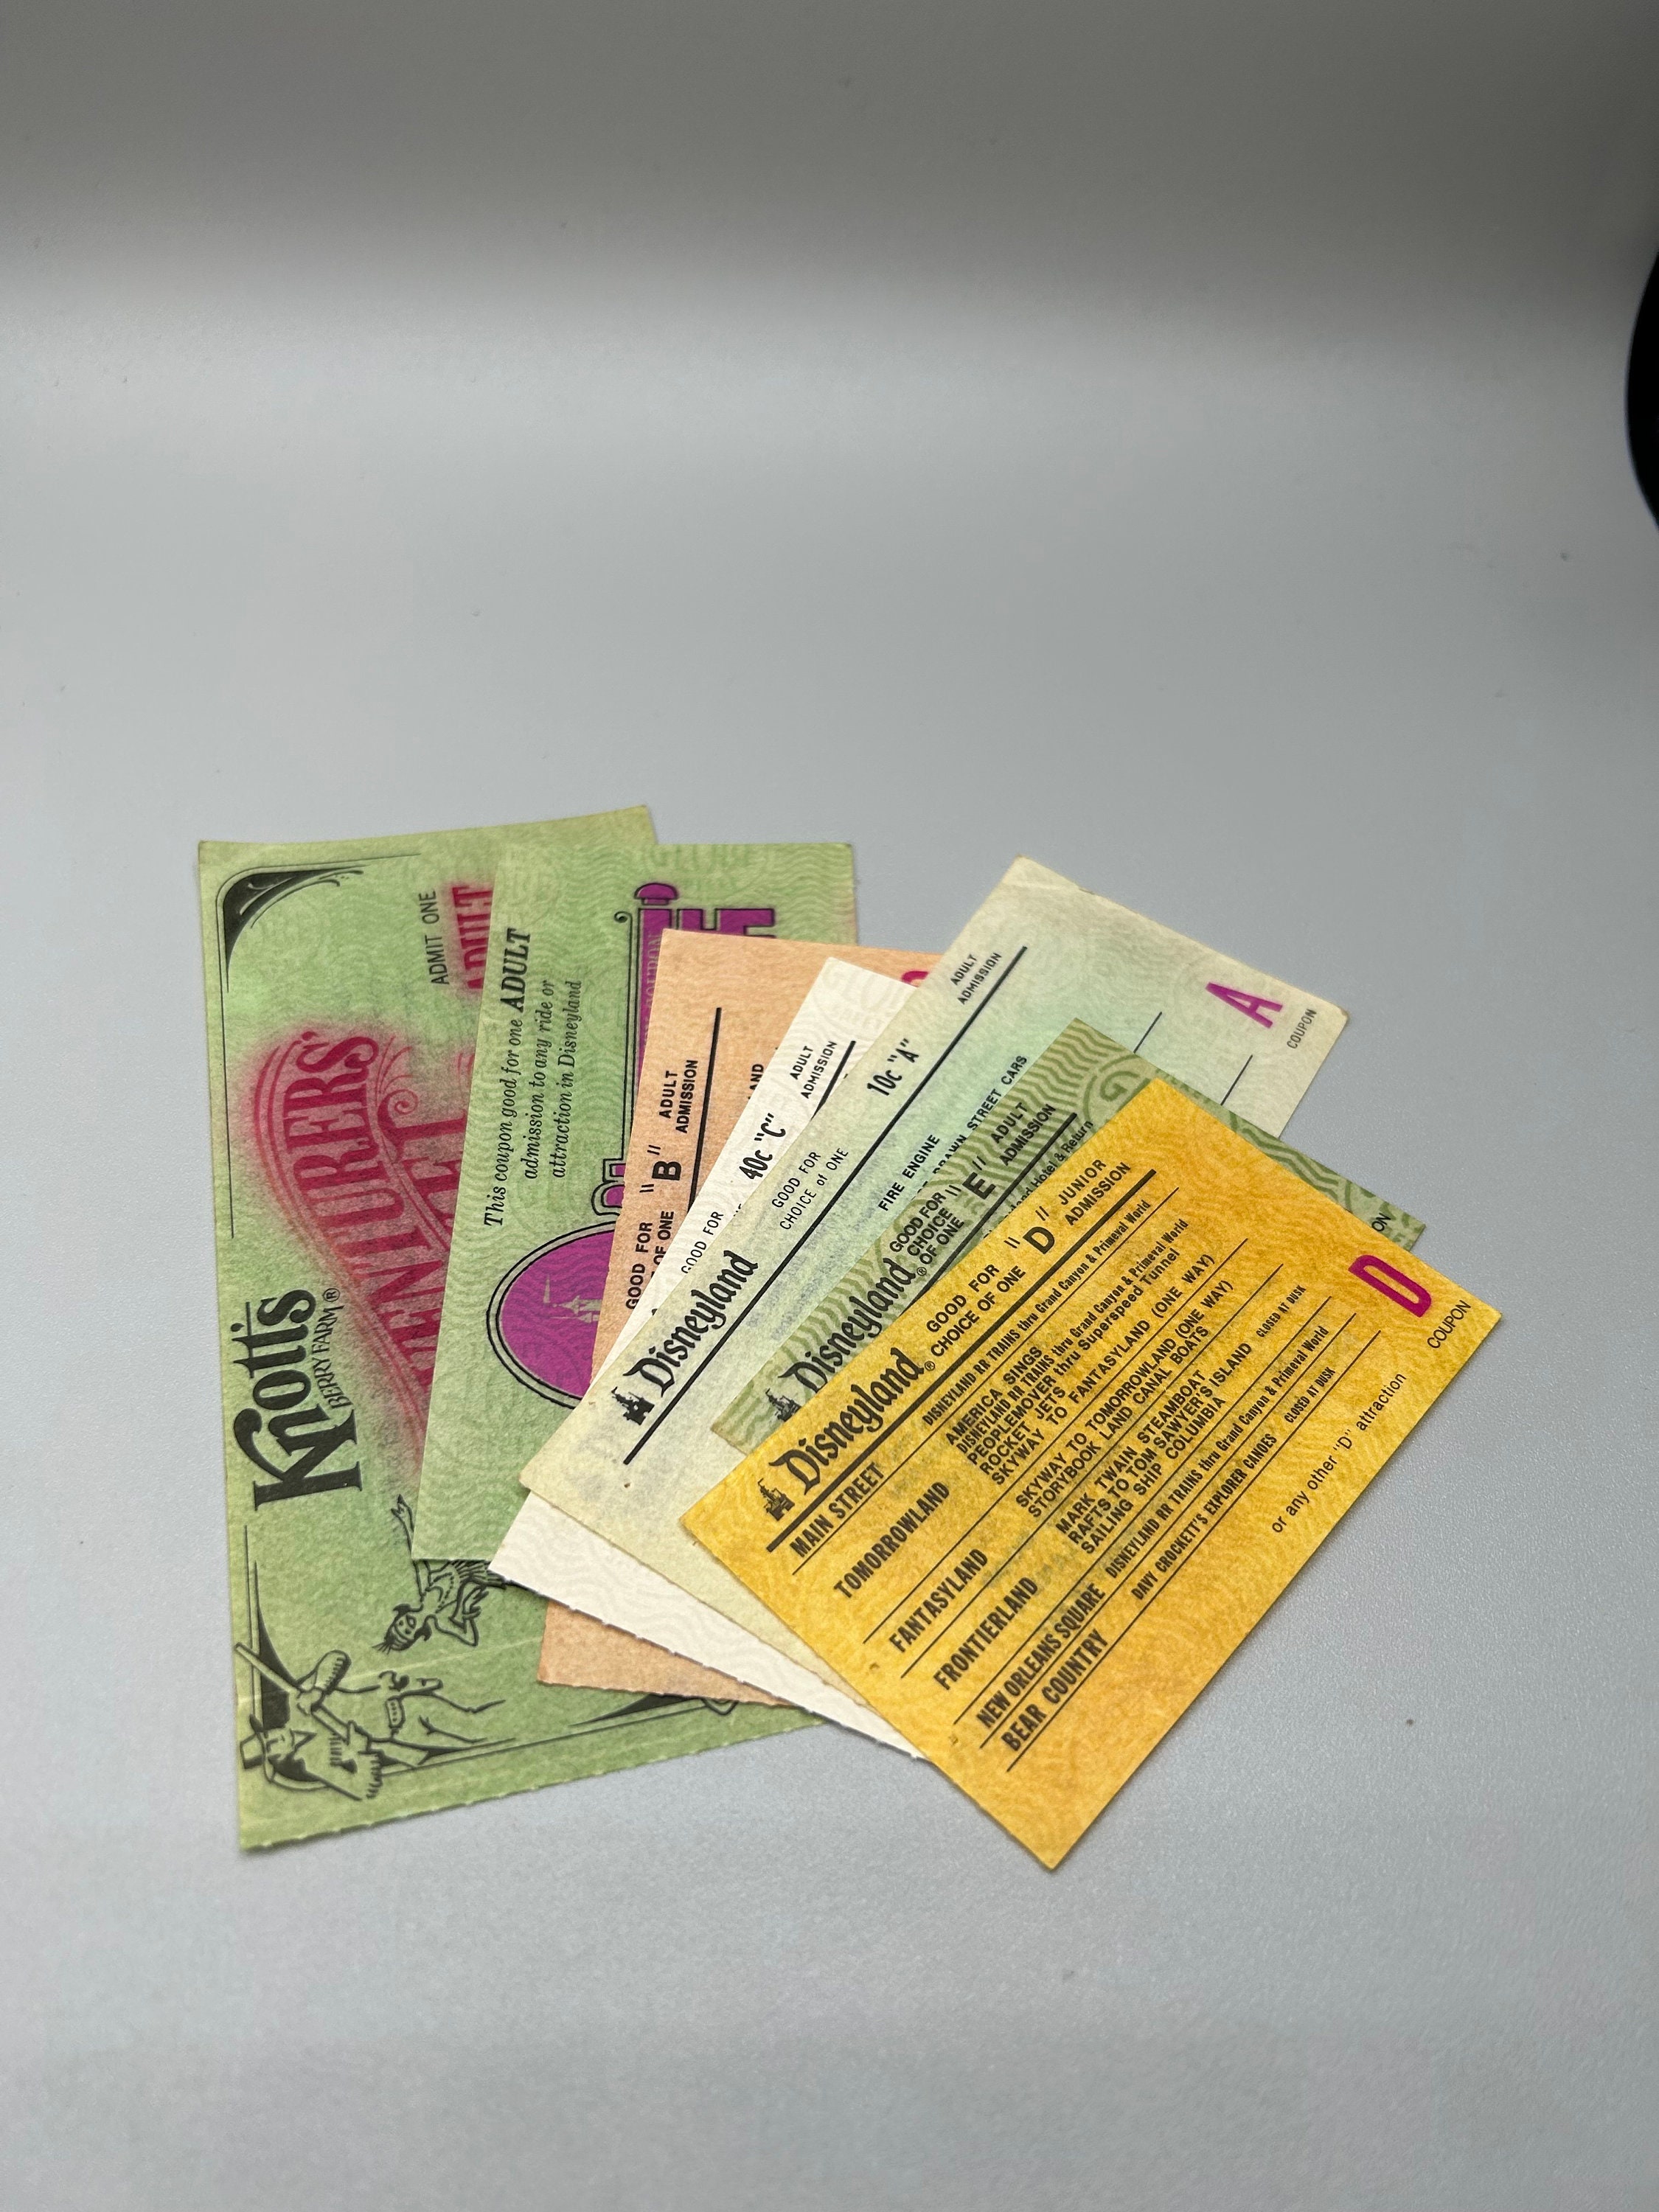 Knott's
BERRY FARM®
ADMIT ONE
ADULT
This coupon good for one ADULT
admission to any ride or
attraction in Disneyland
GOOD FOR
OF ONE
"B"
ADULT
ADMISSION
GOOD FOR
40c "C"
ADULT
ADMISSION
Disneyland
GOOD FOR
CHOICE of ONE
10c "A"
ADULT
ADMISSION
FIRE ENGINE
STREET CARS
A
COUPON
Disneyland®
GOOD FOR
CHOICE
OF ONE
"E"
ADULT
ADMISSION
Hotel & Return
Disneyland®
GOOD FOR
CHOICE OF ONE
"D"
JUNIOR
ADMISSION
MAIN STREET DISNEYLAND RR TRAINS thru Grand Canyon & Primeval World
TOMORROWLAND AMERICA SINGS
DISNEYLAND RR TRAINS thru Grand Canyon & Primeval World
PEOPLEMOVER thru Superspeed Tunnel
ROCKET JETS
SKYWAY TO FANTASYLAND (ONE WAY)
FANTASYLAND SKYWAY TO TOMORROWLAND (ONE WAY)
STORYBOOK LAND CANAL BOATS
FRONTIERLAND MARK TWAIN STEAMBOAT
RAFTS TO TOM SAWYER'S ISLAND CLOSED AT DUSK
SAILING SHIP COLUMBIA
NEW ORLEANS SQUARE DISNEYLAND RR TRAINS thru Grand Canyon & Primeval World
BEAR COUNTRY DAVY CROCKETT'S EXPLORER CANOES CLOSED AT DUSK
or any other "D" attraction
D
COUPON